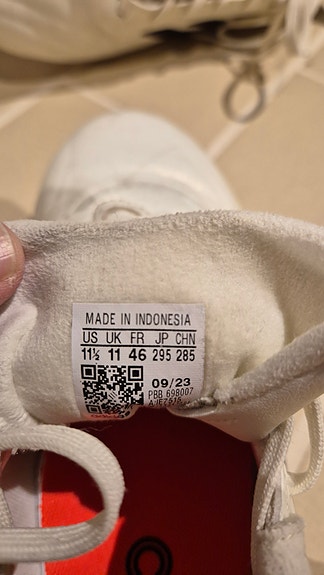 MADE IN INDONESIA
US UK FR JP CHN
11½ 11 46 295 285
09/23
PBB 698007